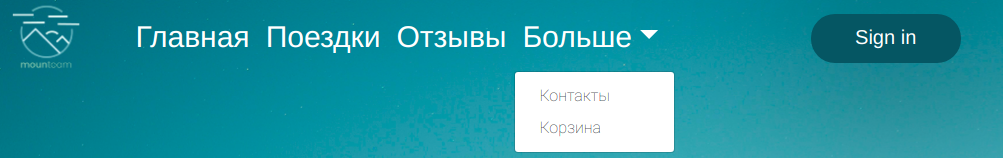 Главная Поездки Отзывы Больше Sign in
mountoam
Контакты
Корзина